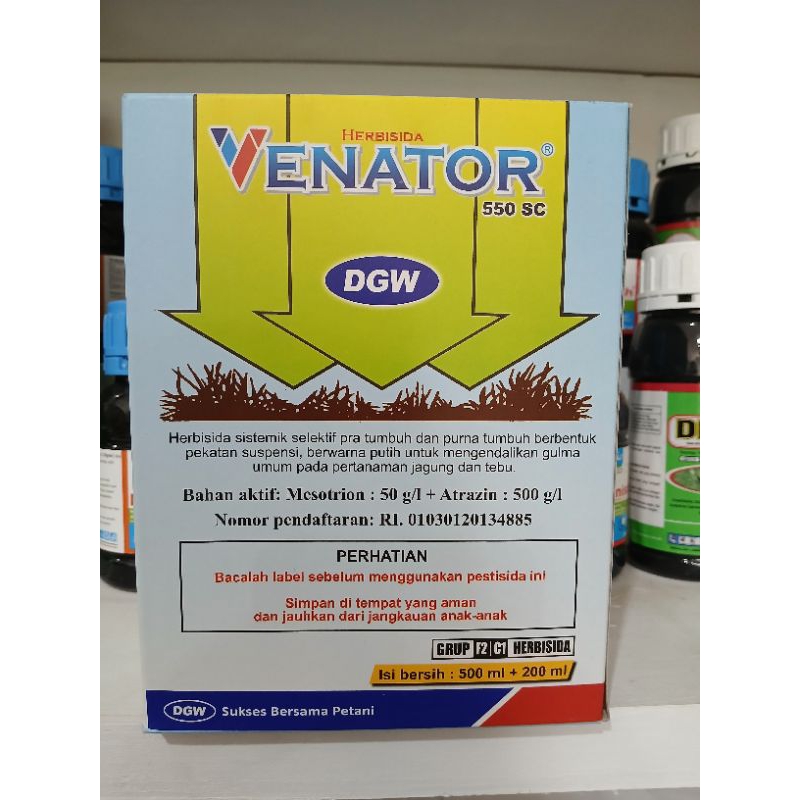 HERBISIDA
VENATOR®
550 SC
DGW
Herbisida sistemik selektif pra tumbuh dan purna tumbuh berbentuk
pekatan suspensi, berwarna putih untuk mengendalikan gulma
umum pada pertanaman jagung dan tebu.
Bahan aktif: Mesotrion : 50 g/l + Atrazin : 500 g/l
Nomor pendaftaran: RI. 01030120134885
PERHATIAN
Bacalah label sebelum menggunakan pestisida ini
Simpan di tempat yang aman
dan jauhkan dari jangkauan anak-anak
GRUP F2 C1 HERBISIDA
Isi bersih : 500 ml + 200 ml
DGW Sukses Bersama Petani